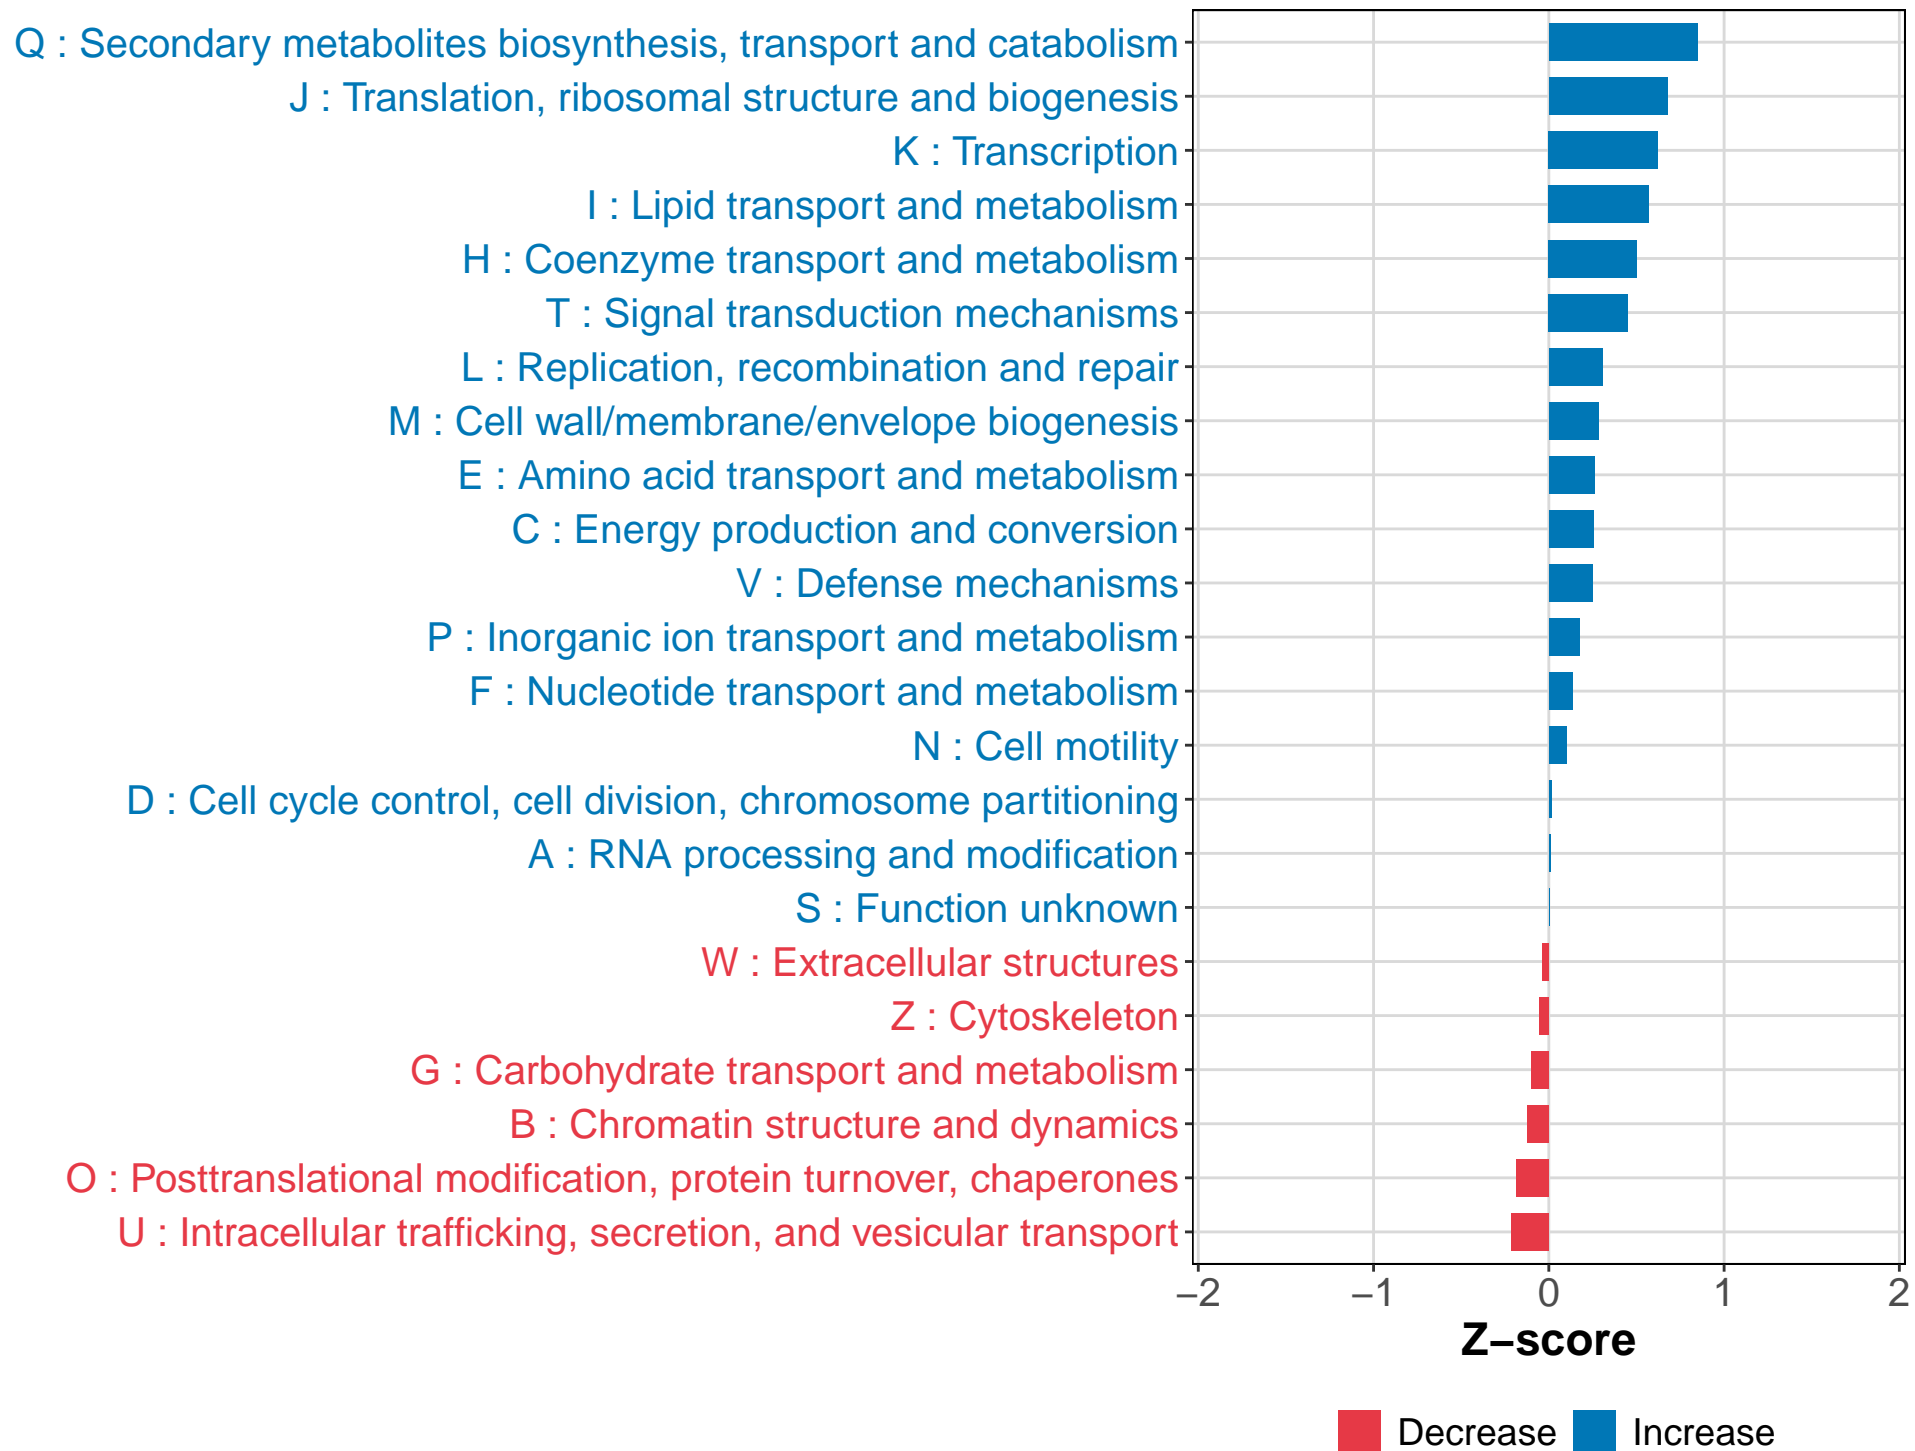 Q : Secondary metabolites biosynthesis, transport and catabolism
J : Translation, ribosomal structure and biogenesis
K : Transcription
I : Lipid transport and metabolism
H : Coenzyme transport and metabolism
T : Signal transduction mechanisms
L : Replication, recombination and repair
M : Cell wall/membrane/envelope biogenesis
E : Amino acid transport and metabolism
C : Energy production and conversion
V : Defense mechanisms
P : Inorganic ion transport and metabolism
F : Nucleotide transport and metabolism
N : Cell motility
D : Cell cycle control, cell division, chromosome partitioning
A : RNA processing and modification
S : Function unknown
W : Extracellular structures
Z : Cytoskeleton
G : Carbohydrate transport and metabolism
B : Chromatin structure and dynamics
O : Posttranslational modification, protein turnover, chaperones
U : Intracellular trafficking, secretion, and vesicular transport
−2 −1 0 1 2
Z−score
Decrease Increase